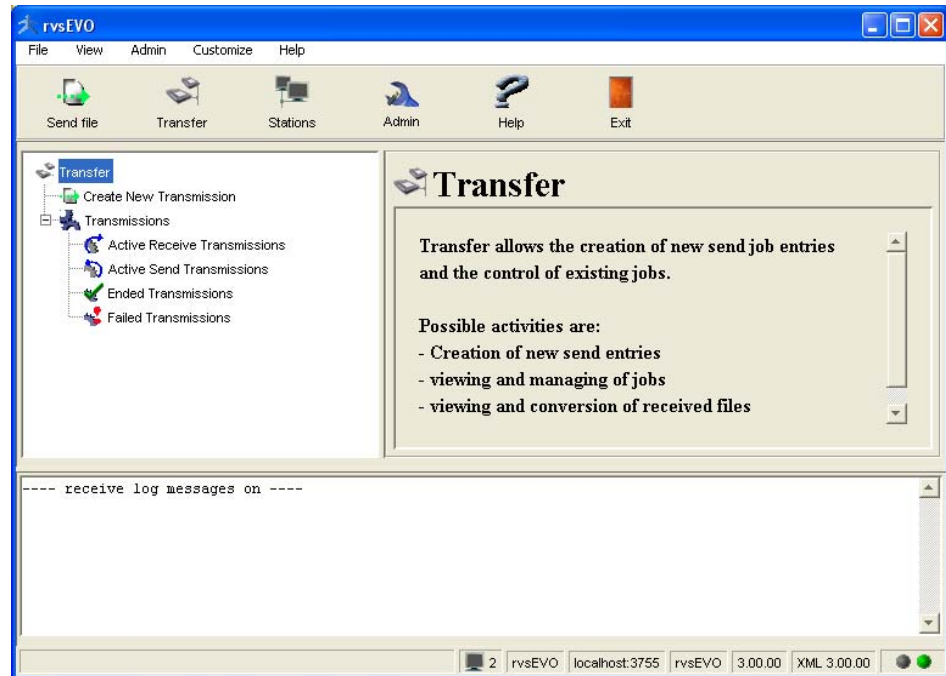 rvsEVO
File View Admin Customize Help
Send file Transfer Stations Admin Help Exit
Transfer
Create New Transmission
Transmissions
Active Receive Transmissions
Active Send Transmissions
Ended Transmissions
Failed Transmissions
Transfer
Transfer allows the creation of new send job entries
and the control of existing jobs.
Possible activities are:
- Creation of new send entries
- viewing and managing of jobs
- viewing and conversion of received files
---- receive log messages on ----
2 rvsEVO localhost:3755 rvsEVO 3.00.00 XML 3.00.00